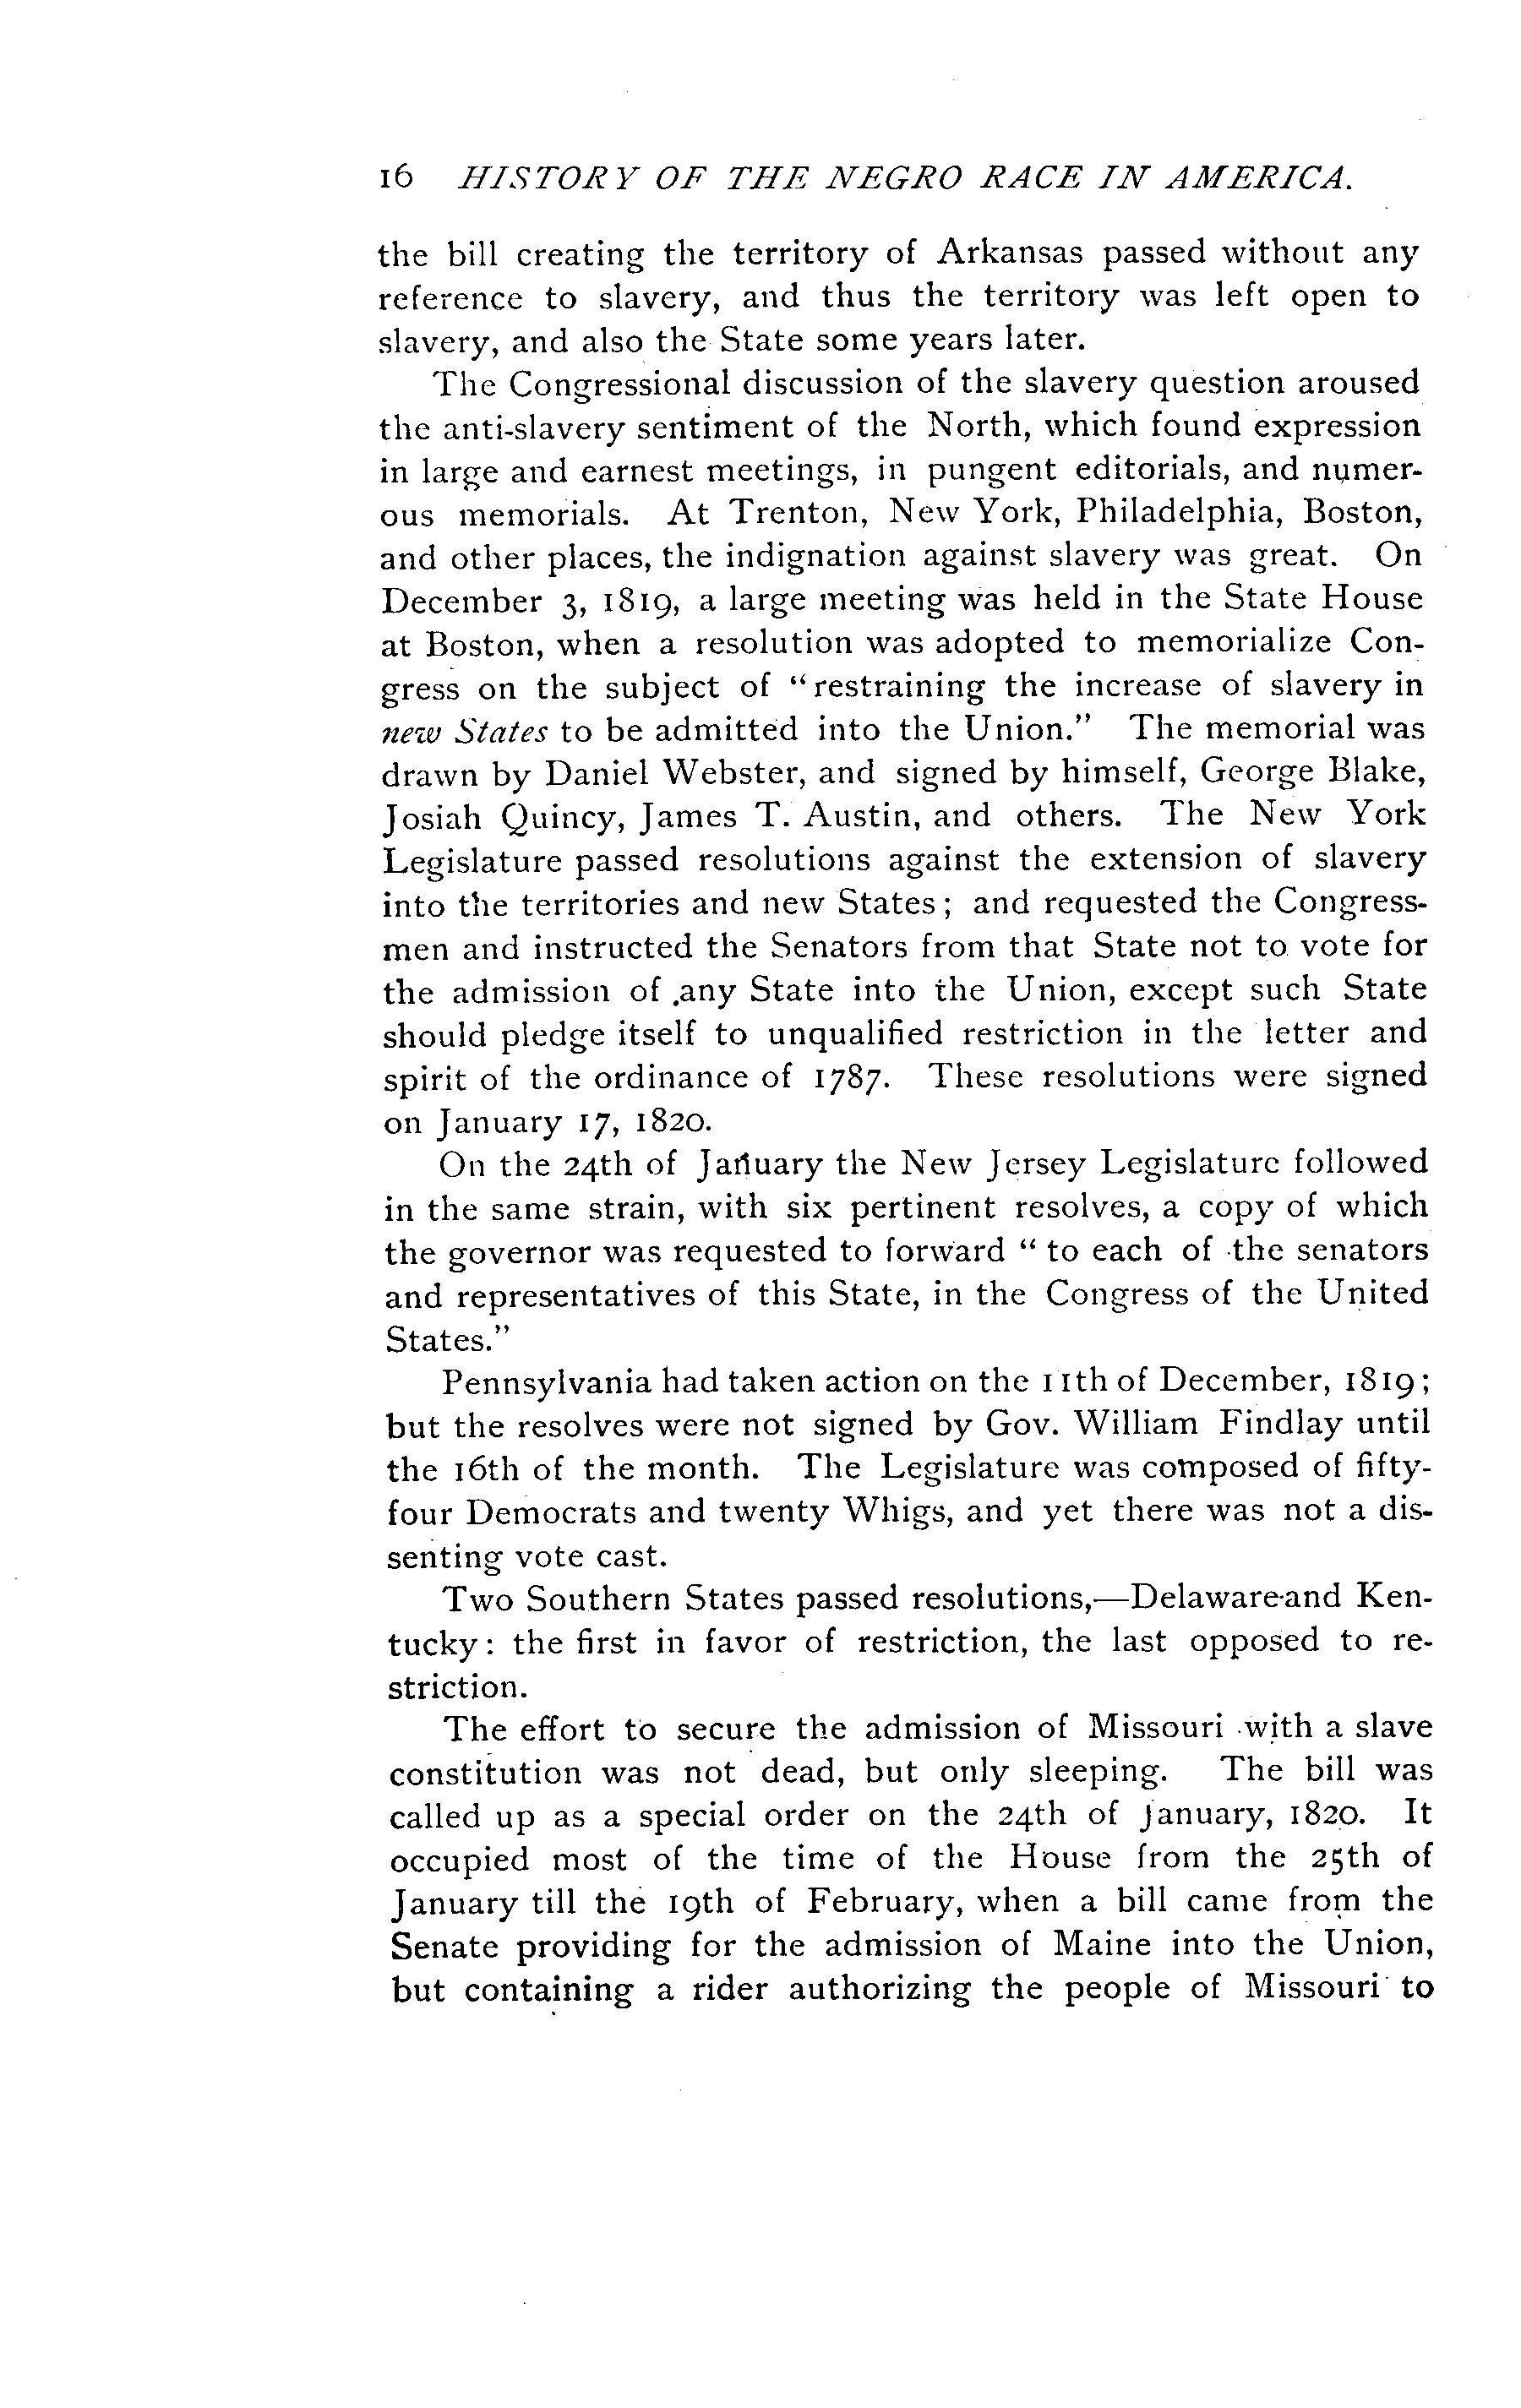 16 HISTORY OF THE NEGRO RACE IN AMERICA.
the bill creating the territory of Arkansas passed without any
reference to slavery, and thus the territory was left open to
slavery, and also the State some years later.
The Congressional discussion of the slavery question aroused
the anti-slavery sentiment of the North, which found expression
in large and earnest meetings, in pungent editorials, and numer-
ous memorials. At Trenton, New York, Philadelphia, Boston,
and other places, the indignation against slavery was great. On
December 3, 1819, a large meeting was held in the State House
at Boston, when a resolution was adopted to memorialize Con-
gress on the subject of "restraining the increase of slavery in
new States to be admitted into the Union." The memorial was
drawn by Daniel Webster, and signed by himself, George Blake,
Josiah Quincy, James T. Austin, and others. The New York
Legislature passed resolutions against the extension of slavery
into the territories and new States; and requested the Congress-
men and instructed the Senators from that State not to vote for
the admission of any State into the Union, except such State
should pledge itself to unqualified restriction in the letter and
spirit of the ordinance of 1787. These resolutions were signed
on January 17, 1820.
On the 24th of January the New Jersey Legislature followed
in the same strain, with six pertinent resolves, a copy of which
the governor was requested to forward "to each of the senators
and representatives of this State, in the Congress of the United
States."
Pennsylvania had taken action on the 11th of December, 1819;
but the resolves were not signed by Gov. William Findlay until
the 16th of the month. The Legislature was composed of fifty-
four Democrats and twenty Whigs, and yet there was not a dis-
senting vote cast.
Two Southern States passed resolutions,—Delaware and Ken-
tucky: the first in favor of restriction, the last opposed to re-
striction.
The effort to secure the admission of Missouri with a slave
constitution was not dead, but only sleeping. The bill was
called up as a special order on the 24th of January, 1820. It
occupied most of the time of the House from the 25th of
January till the 19th of February, when a bill came from the
Senate providing for the admission of Maine into the Union,
but containing a rider authorizing the people of Missouri to